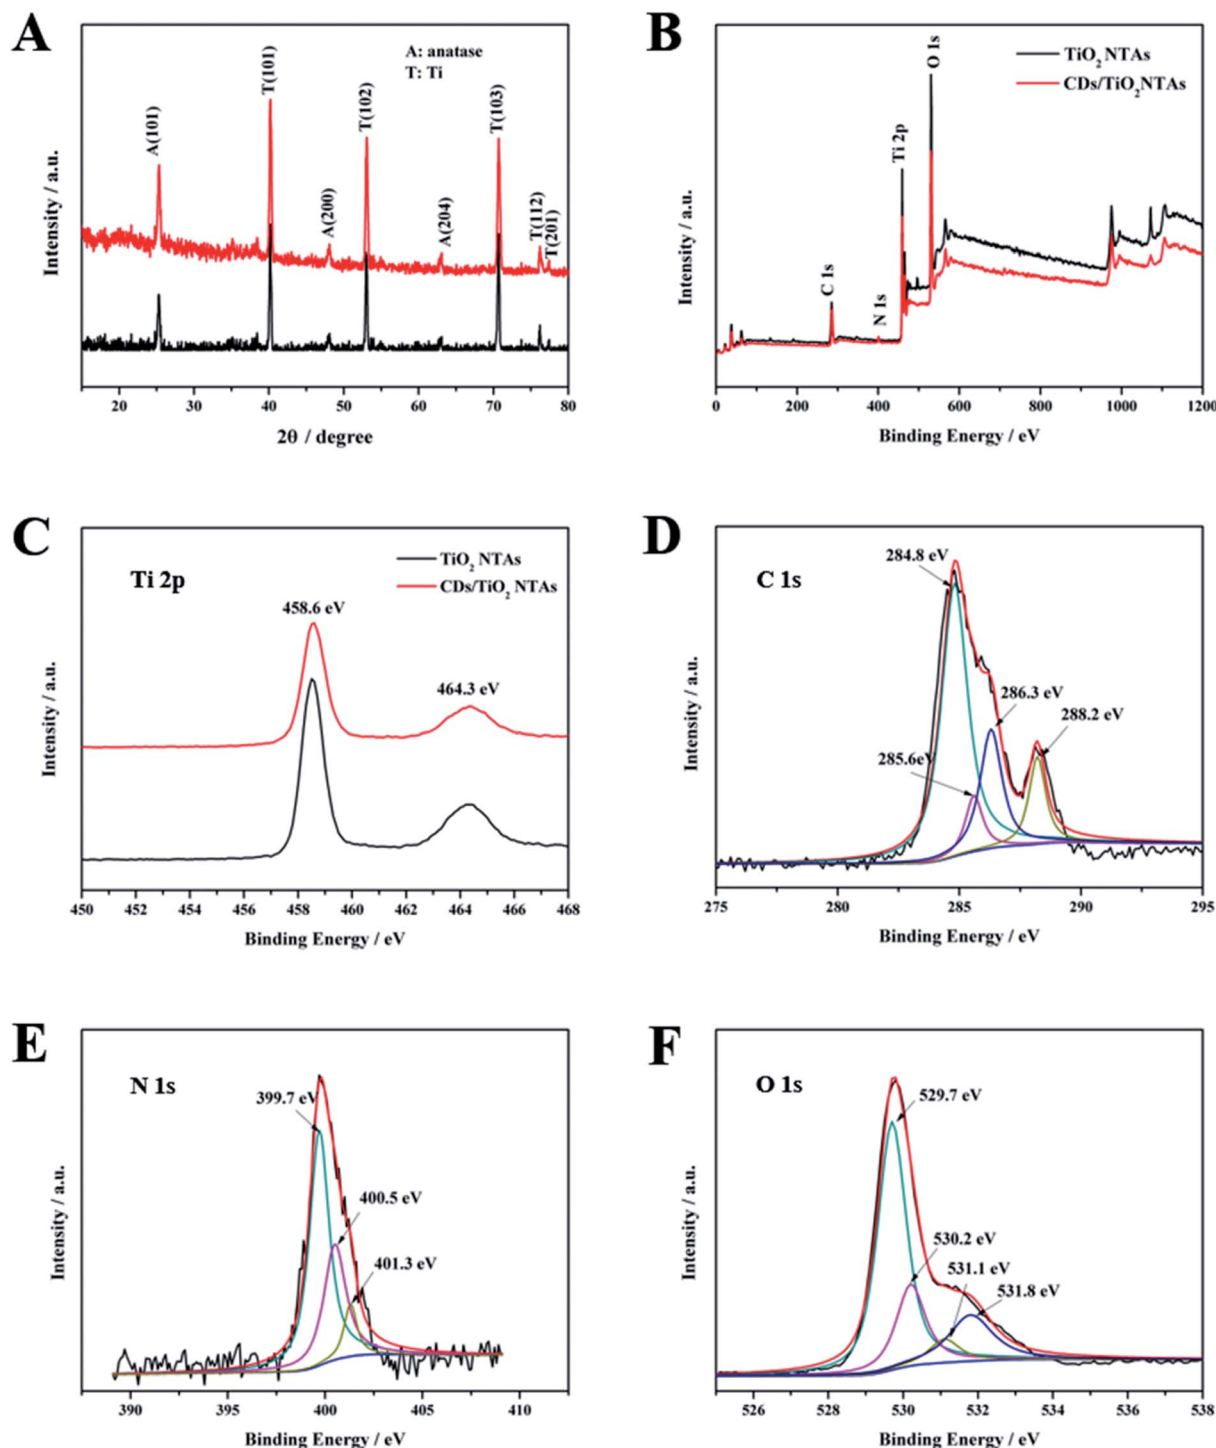 A
A: anatase
T: Ti
A(101)
T(101)
A(200)
T(102)
A(204)
T(103)
T(112)
T(201)
Intensity / a.u.
20 30 40 50 60 70 80
2θ / degree
B
TiO2 NTAs
CDs/TiO2NTAs
C 1s
N 1s
Ti 2p
O 1s
Intensity / a.u.
0 200 400 600 800 1000 1200
Binding Energy / eV
C
Ti 2p
TiO2 NTAs
CDs/TiO2 NTAs
458.6 eV
464.3 eV
Intensity / a.u.
450 452 454 456 458 460 462 464 466 468
Binding Energy / eV
D
C 1s
284.8 eV
286.3 eV
288.2 eV
285.6eV
Intensity / a.u.
275 280 285 290 295
Binding Energy / eV
E
N 1s
399.7 eV
400.5 eV
401.3 eV
Intensity / a.u.
390 395 400 405 410
Binding Energy / eV
F
O 1s
529.7 eV
530.2 eV
531.1 eV
531.8 eV
Intensity / a.u.
526 528 530 532 534 536 538
Binding Energy / eV